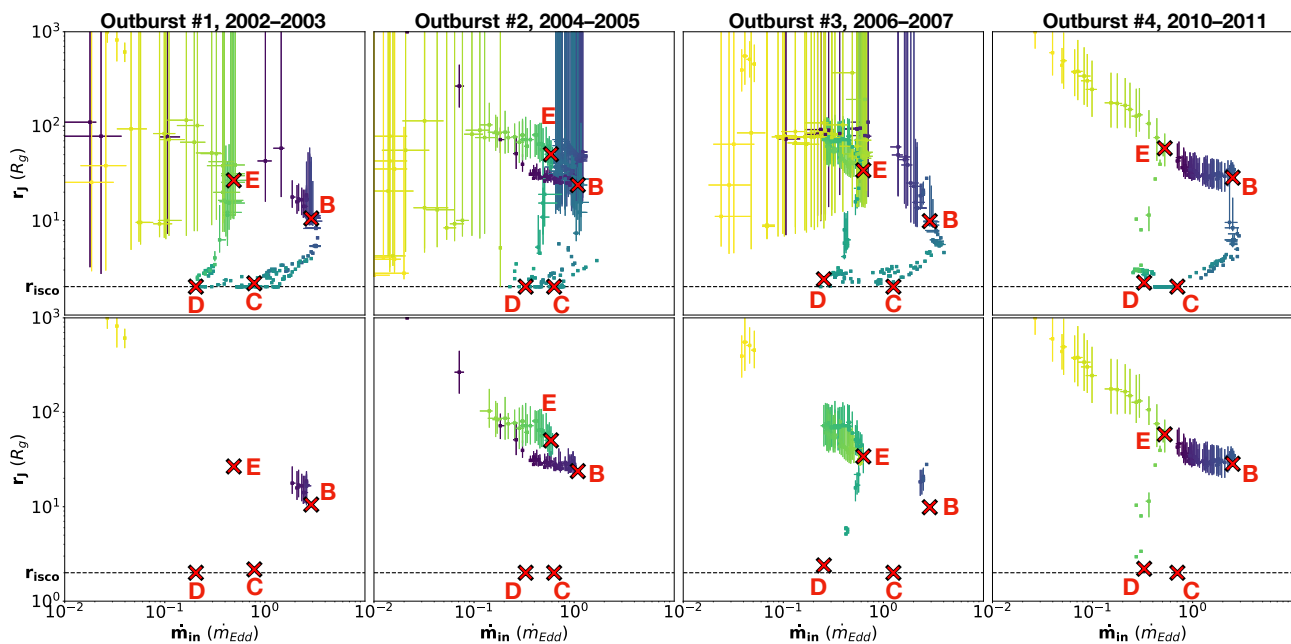 Outburst #1, 2002–2003
Outburst #2, 2004–2005
Outburst #3, 2006–2007
Outburst #4, 2010–2011
10³
10²
10¹
r_J (R_g)
r_isco
E
B
D
C
E
B
D
C
E
B
D
C
E
B
D
C
10³
10²
10¹
r_J (R_g)
r_isco
10⁰
E
B
D
C
E
B
D
C
E
B
D
C
E
B
D
C
10⁻² 10⁻¹ 10⁰ 10
10⁻² 10⁻¹ 10⁰ 10
10⁻¹ 10⁰ 10
10⁻¹ 10⁰ 10
ṁ_in (ṁ_Edd)
ṁ_in (ṁ_Edd)
ṁ_in (ṁ_Edd)
ṁ_in (ṁ_Edd)